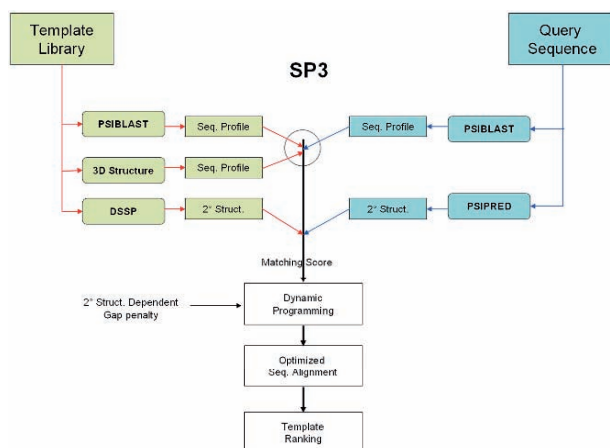 Template
Library
Query
Sequence
SP3
PSIBLAST
Seq. Profile
Seq. Profile
PSIBLAST
3D Structure
Seq. Profile
DSSP
2° Struct.
2° Struct.
PSIPRED
Matching Score
2° Struct. Dependent
Gap penalty
Dynamic
Programming
Optimized
Seq. Alignment
Template
Ranking